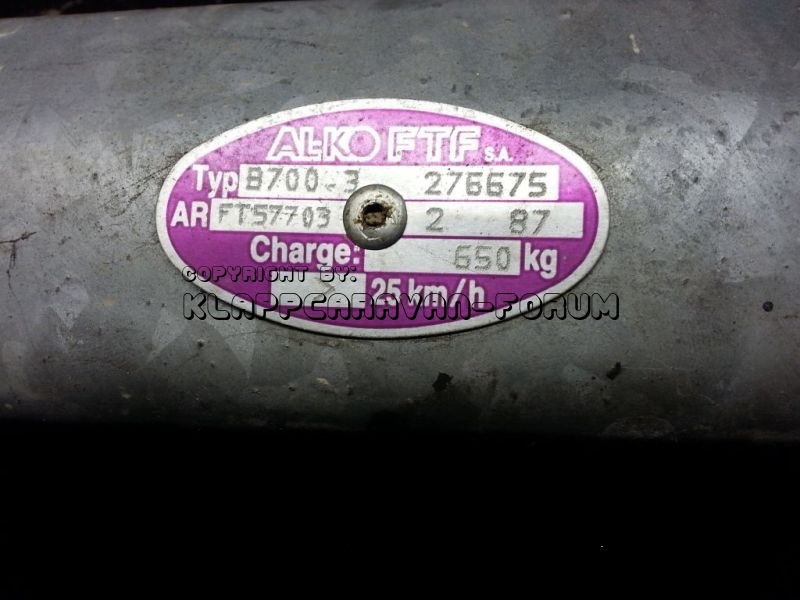 AL-KO FTF S.A.
Typ B700.3 276675
AR FT57703 2 87
Charge: 650 kg
COPYRIGHT BY:
> 25 km/h
KLAPPCARAVAN-FORUM